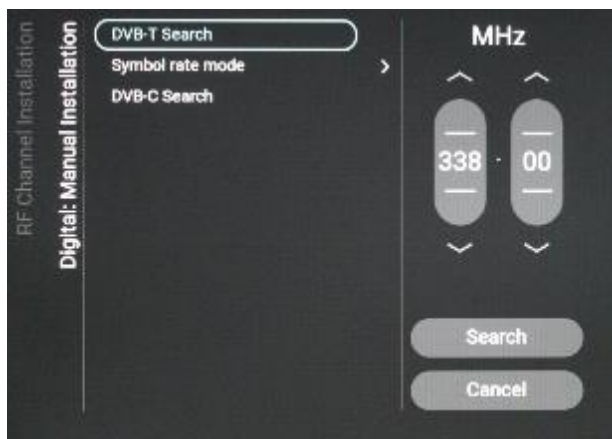 RF Channel Installation
Digital: Manual Installation
DVB-T Search
Symbol rate mode
DVB-C Search
MHz
338 . 00
Search
Cancel